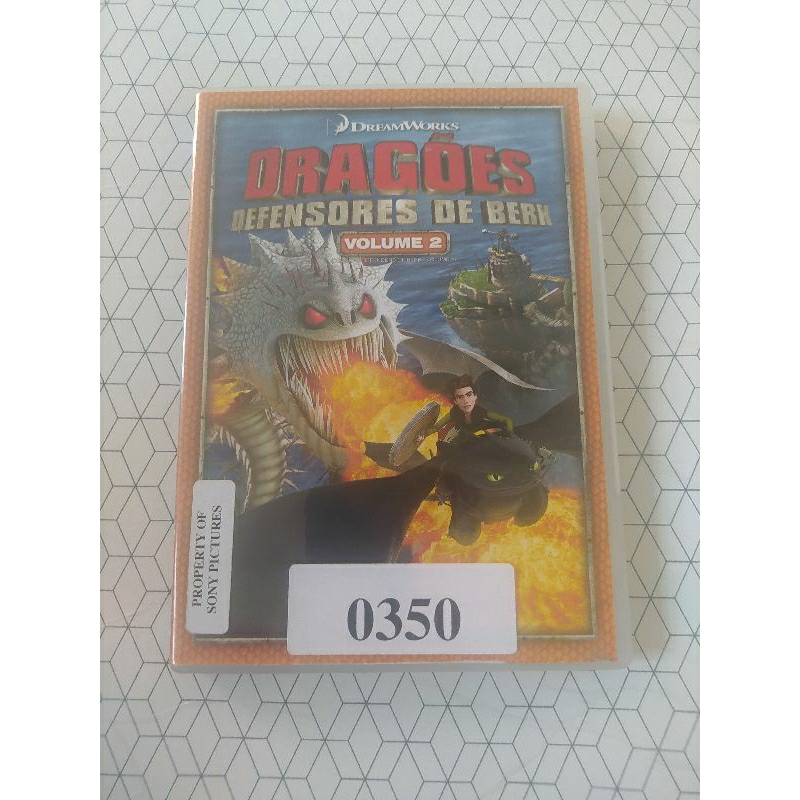 DREAMWORKS
DRAGÕES
DEFENSORES DE BERK
VOLUME 2
PROPERTY OF
SONY PICTURES
0350